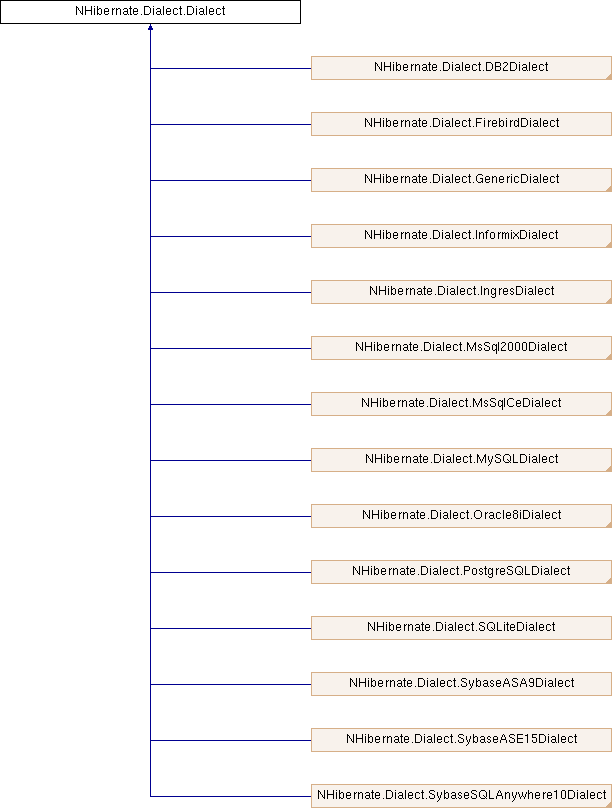 NHibernate.Dialect.Dialect
NHibernate.Dialect.DB2Dialect
NHibernate.Dialect.FirebirdDialect
NHibernate.Dialect.GenericDialect
NHibernate.Dialect.InformixDialect
NHibernate.Dialect.IngresDialect
NHibernate.Dialect.MsSql2000Dialect
NHibernate.Dialect.MsSqlCeDialect
NHibernate.Dialect.MySQLDialect
NHibernate.Dialect.Oracle8iDialect
NHibernate.Dialect.PostgreSQLDialect
NHibernate.Dialect.SQLiteDialect
NHibernate.Dialect.SybaseASA9Dialect
NHibernate.Dialect.SybaseASE15Dialect
NHibernate.Dialect.SybaseSQLAnywhere10Dialect